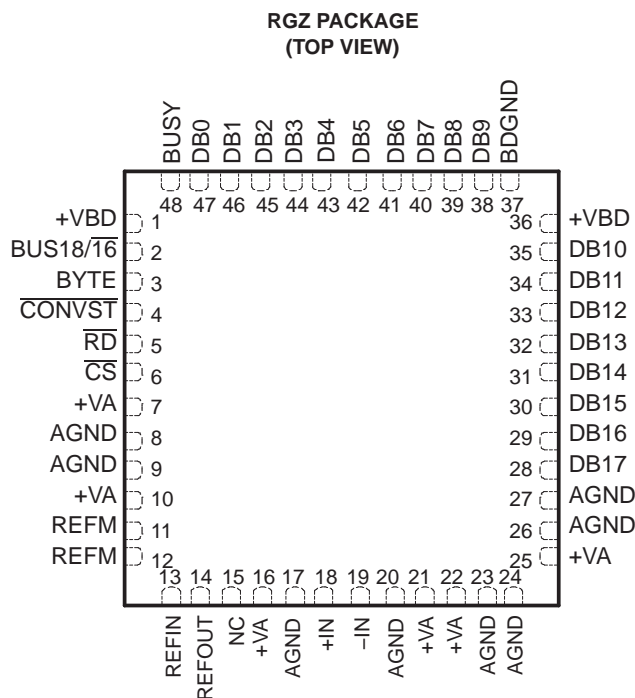 RGZ PACKAGE
(TOP VIEW)
BUSY DB0 DB1 DB2 DB3 DB4 DB5 DB6 DB7 DB8 DB9 BDGND
48 47 46 45 44 43 42 41 40 39 38 37
+VBD 1 36 +VBD
BUS18/16 2 35 DB10
BYTE 3 34 DB11
CONVST 4 33 DB12
RD 5 32 DB13
CS 6 31 DB14
+VA 7 30 DB15
AGND 8 29 DB16
AGND 9 28 DB17
+VA 10 27 AGND
REFM 11 26 AGND
REFM 12 25 +VA
13 14 15 16 17 18 19 20 21 22 23 24
REFIN REFOUT NC +VA AGND +IN –IN AGND +VA +VA AGND AGND